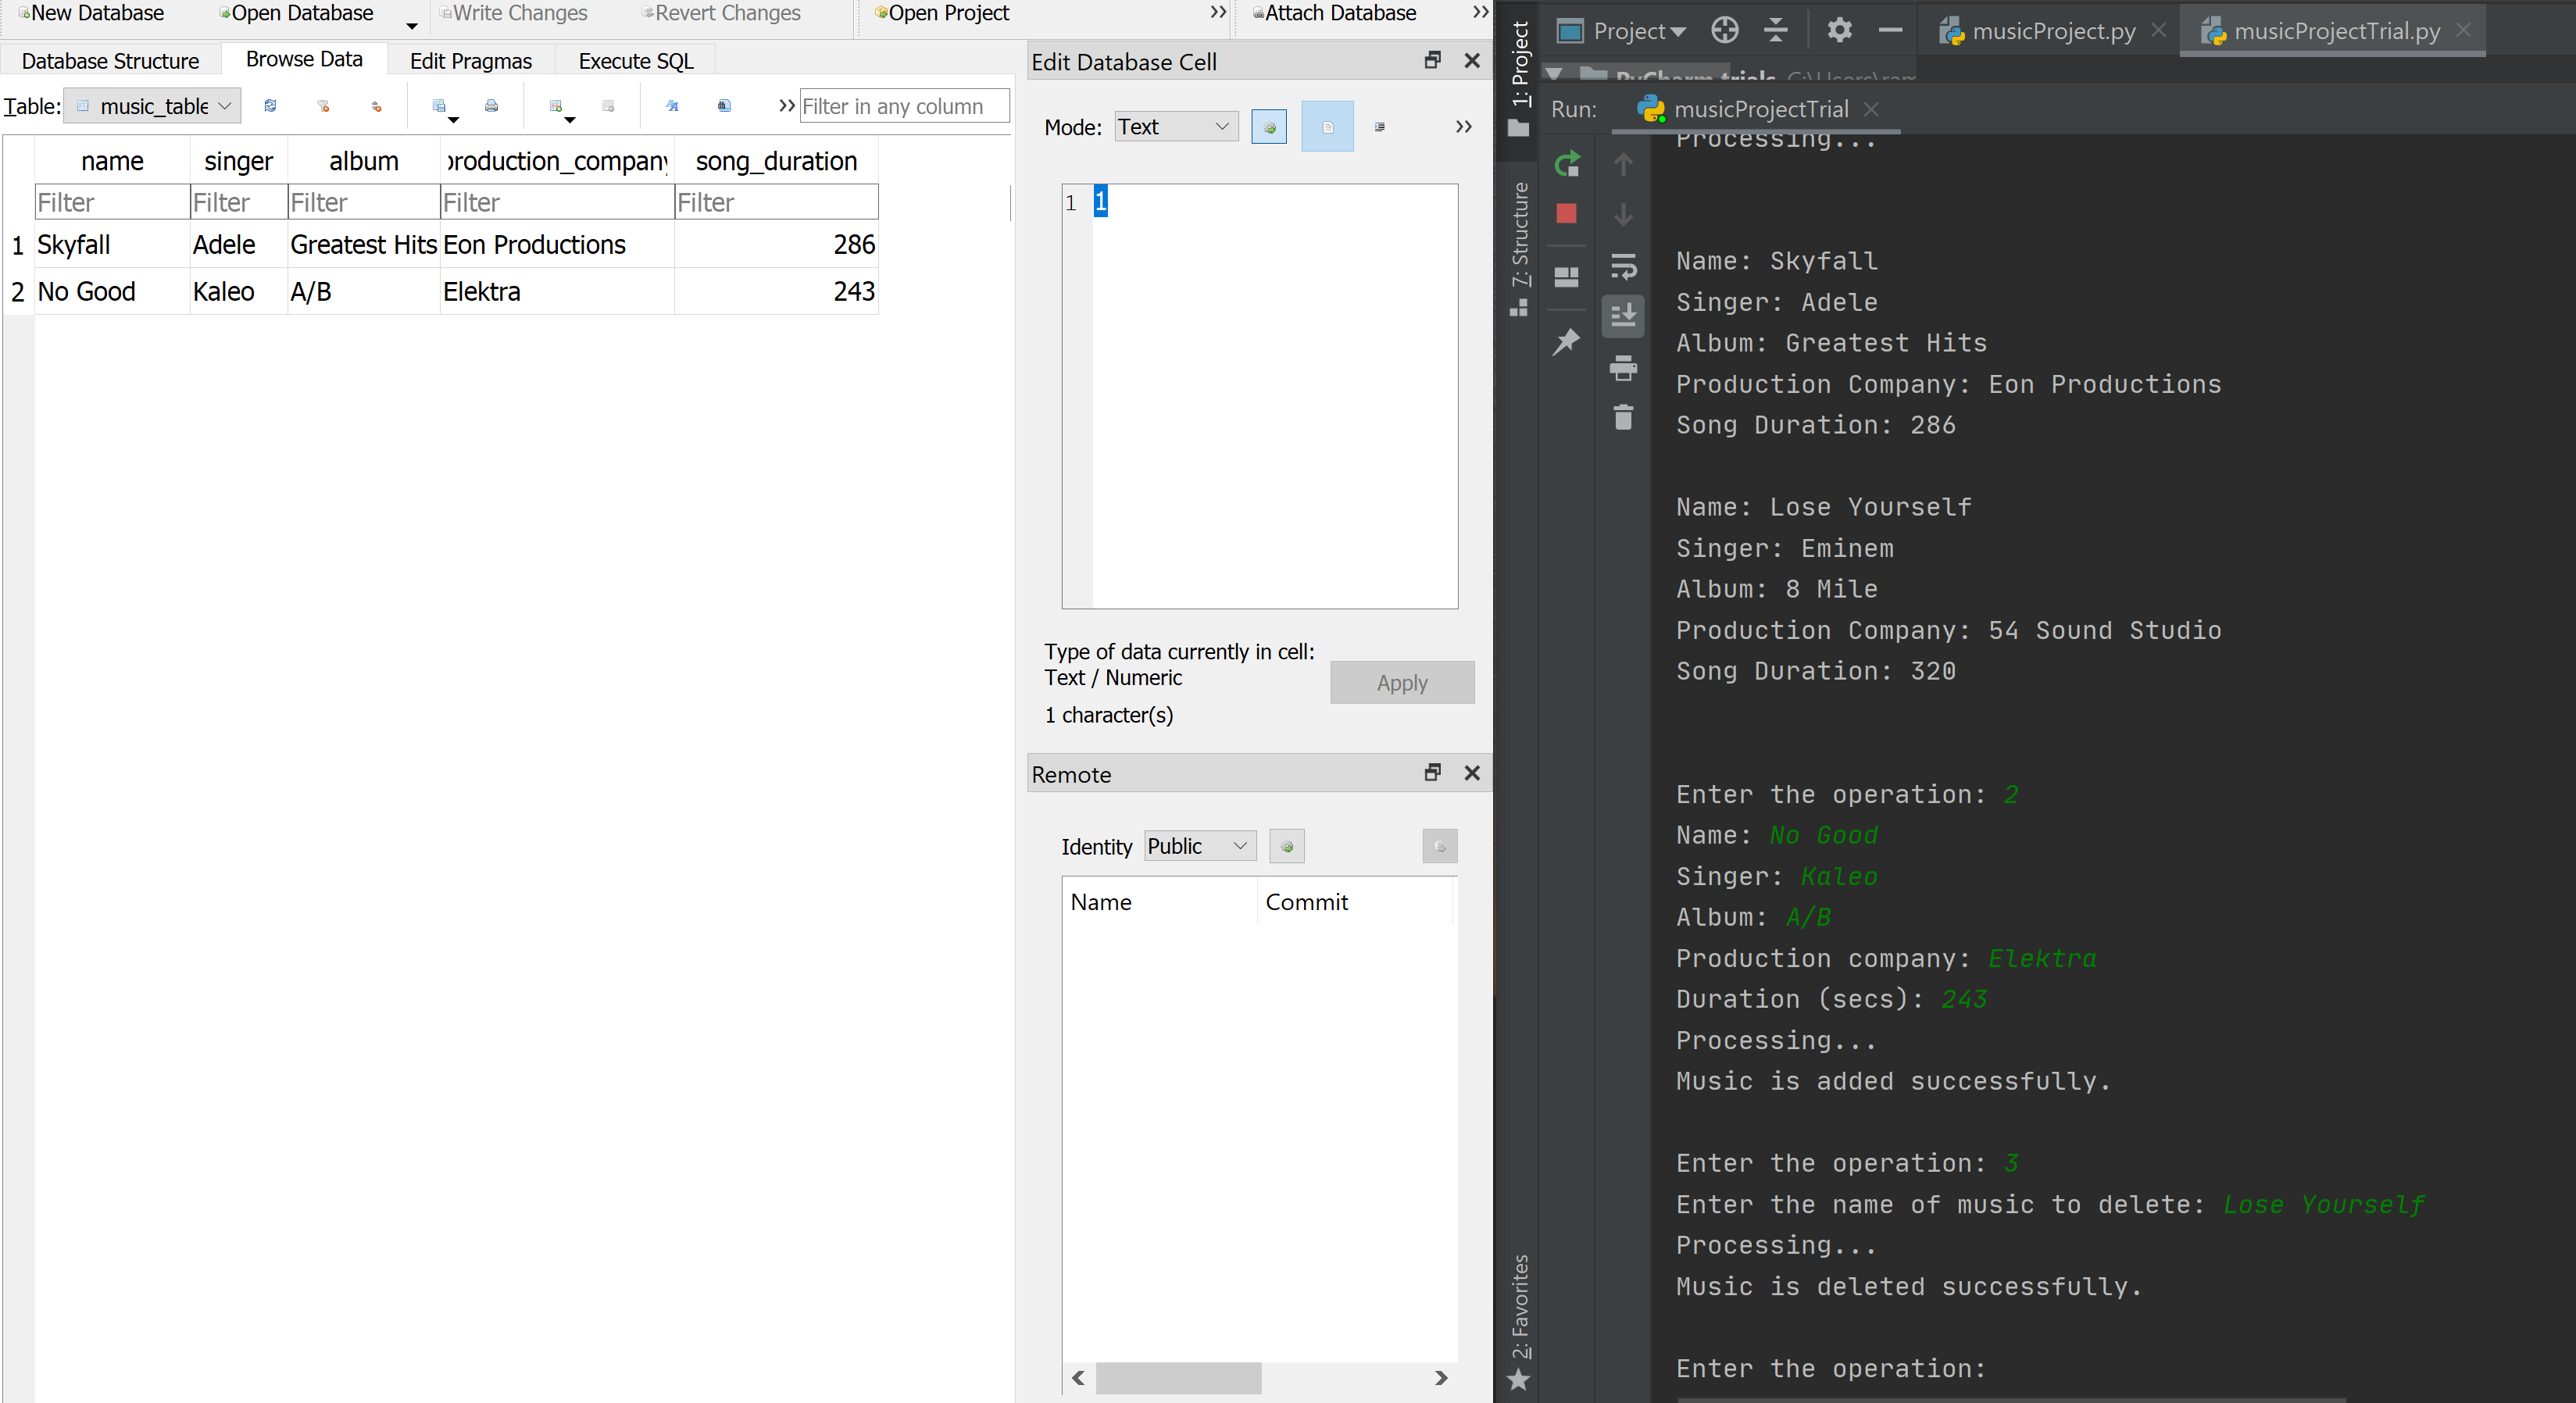 New Database Open Database Write Changes Revert Changes Open Project Attach Database
Database Structure Browse Data Edit Pragmas Execute SQL
Table: music_table Filter in any column
name singer album production_company song_duration
Filter Filter Filter Filter Filter
1 Skyfall Adele Greatest Hits Eon Productions 286
2 No Good Kaleo A/B Elektra 243
Edit Database Cell
Mode: Text
1 1
Type of data currently in cell:
Text / Numeric
1 character(s)
Apply
Remote
Identity Public
Name Commit
1: Project
7: Structure
2: Favorites
Project musicProject.py musicProjectTrial.py
PyCharm trials
Run: musicProjectTrial
Processing...
Name: Skyfall
Singer: Adele
Album: Greatest Hits
Production Company: Eon Productions
Song Duration: 286
Name: Lose Yourself
Singer: Eminem
Album: 8 Mile
Production Company: 54 Sound Studio
Song Duration: 320
Enter the operation: 2
Name: No Good
Singer: Kaleo
Album: A/B
Production company: Elektra
Duration (secs): 243
Processing...
Music is added successfully.
Enter the operation: 3
Enter the name of music to delete: Lose Yourself
Processing...
Music is deleted successfully.
Enter the operation: